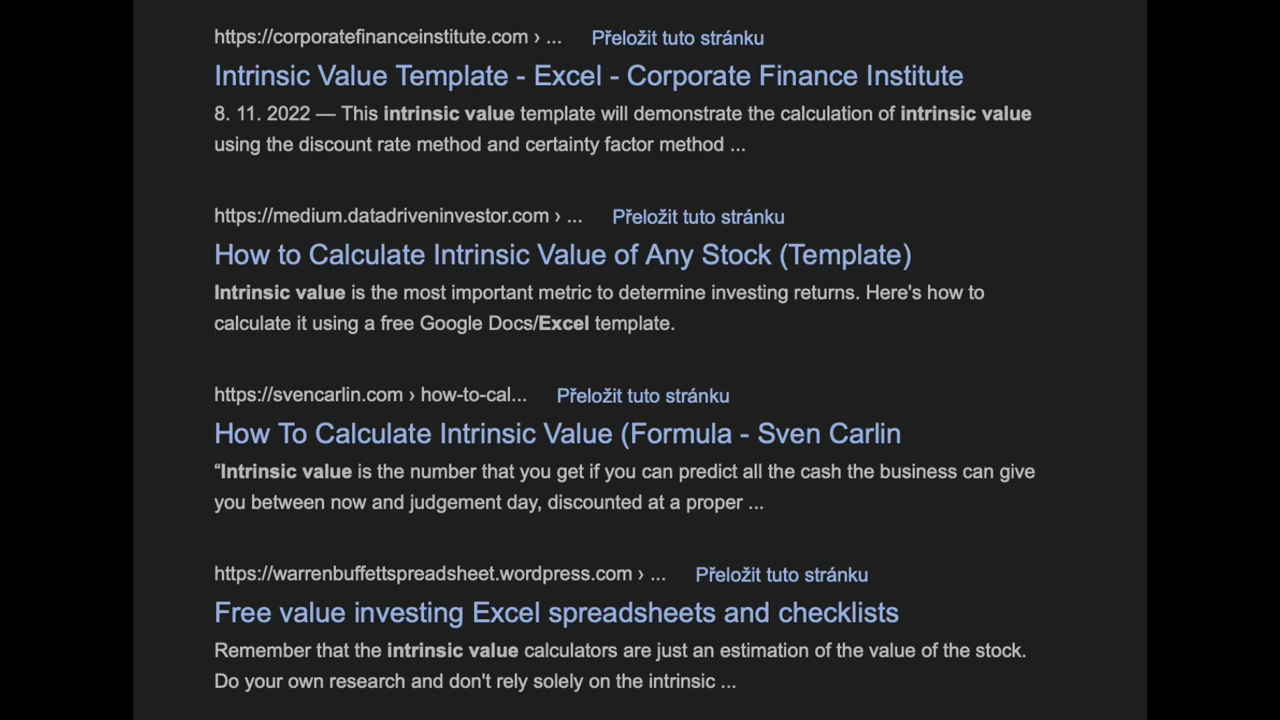 https://corporatefinanceinstitute.com › ... Přeložit tuto stránku
Intrinsic Value Template - Excel - Corporate Finance Institute
8. 11. 2022 — This intrinsic value template will demonstrate the calculation of intrinsic value
using the discount rate method and certainty factor method ...
https://medium.datadriveninvestor.com › ... Přeložit tuto stránku
How to Calculate Intrinsic Value of Any Stock (Template)
Intrinsic value is the most important metric to determine investing returns. Here's how to
calculate it using a free Google Docs/Excel template.
https://svencarlin.com › how-to-cal... Přeložit tuto stránku
How To Calculate Intrinsic Value (Formula - Sven Carlin
“Intrinsic value is the number that you get if you can predict all the cash the business can give
you between now and judgement day, discounted at a proper ...
https://warrenbuffettspreadsheet.wordpress.com › ... Přeložit tuto stránku
Free value investing Excel spreadsheets and checklists
Remember that the intrinsic value calculators are just an estimation of the value of the stock.
Do your own research and don't rely solely on the intrinsic ...